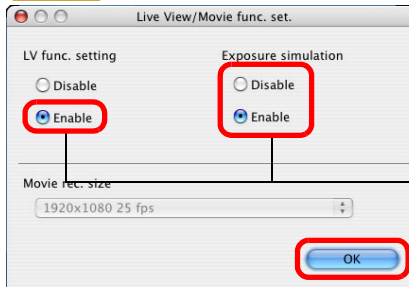 Live View/Movie func. set.
LV func. setting
Exposure simulation
Disable
Disable
Enable
Enable
Movie rec. size
1920x1080 25 fps
OK